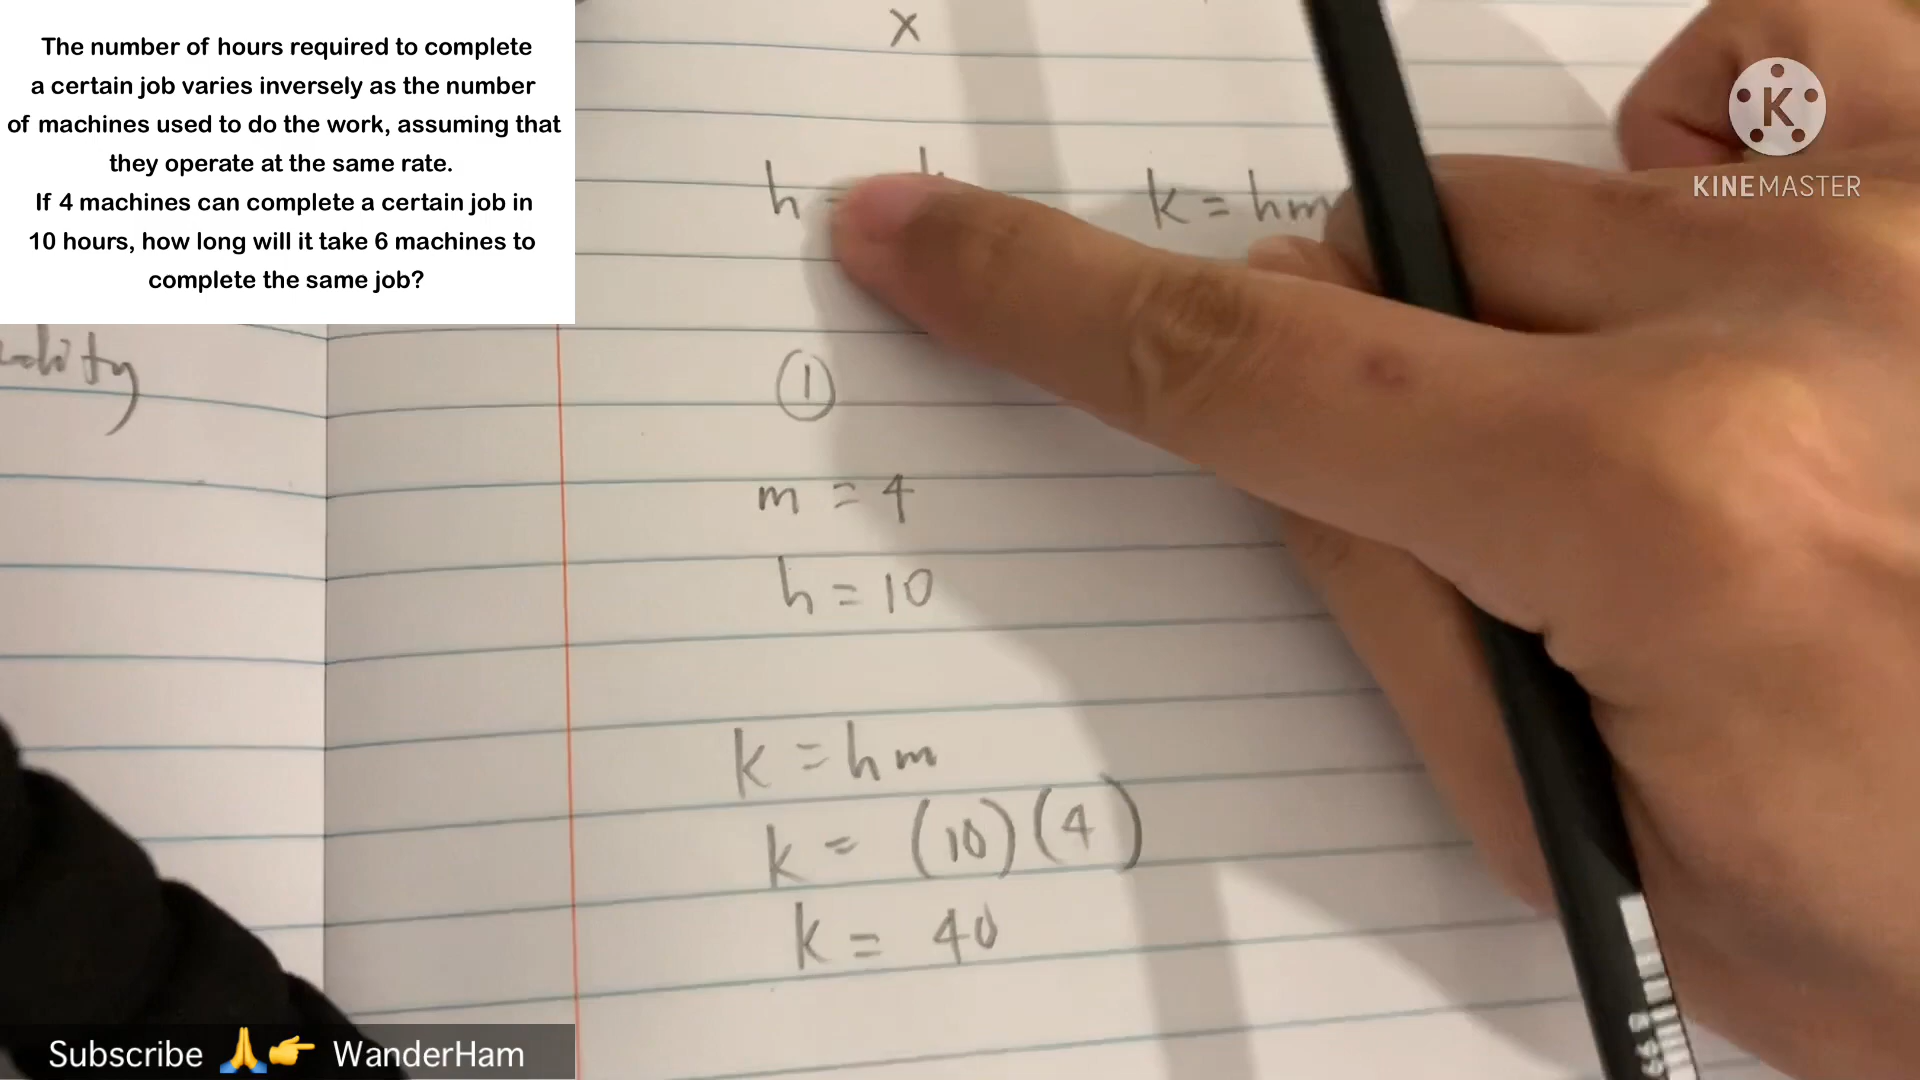 The number of hours required to complete
a certain job varies inversely as the number
of machines used to do the work, assuming that
they operate at the same rate.
If 4 machines can complete a certain job in
10 hours, how long will it take 6 machines to
complete the same job?
x
h =
k = hm
K
KINEMASTER
1
m = 4
h = 10
k = hm
k = (10)(4)
k = 40
Subscribe 🙏👉 WanderHam